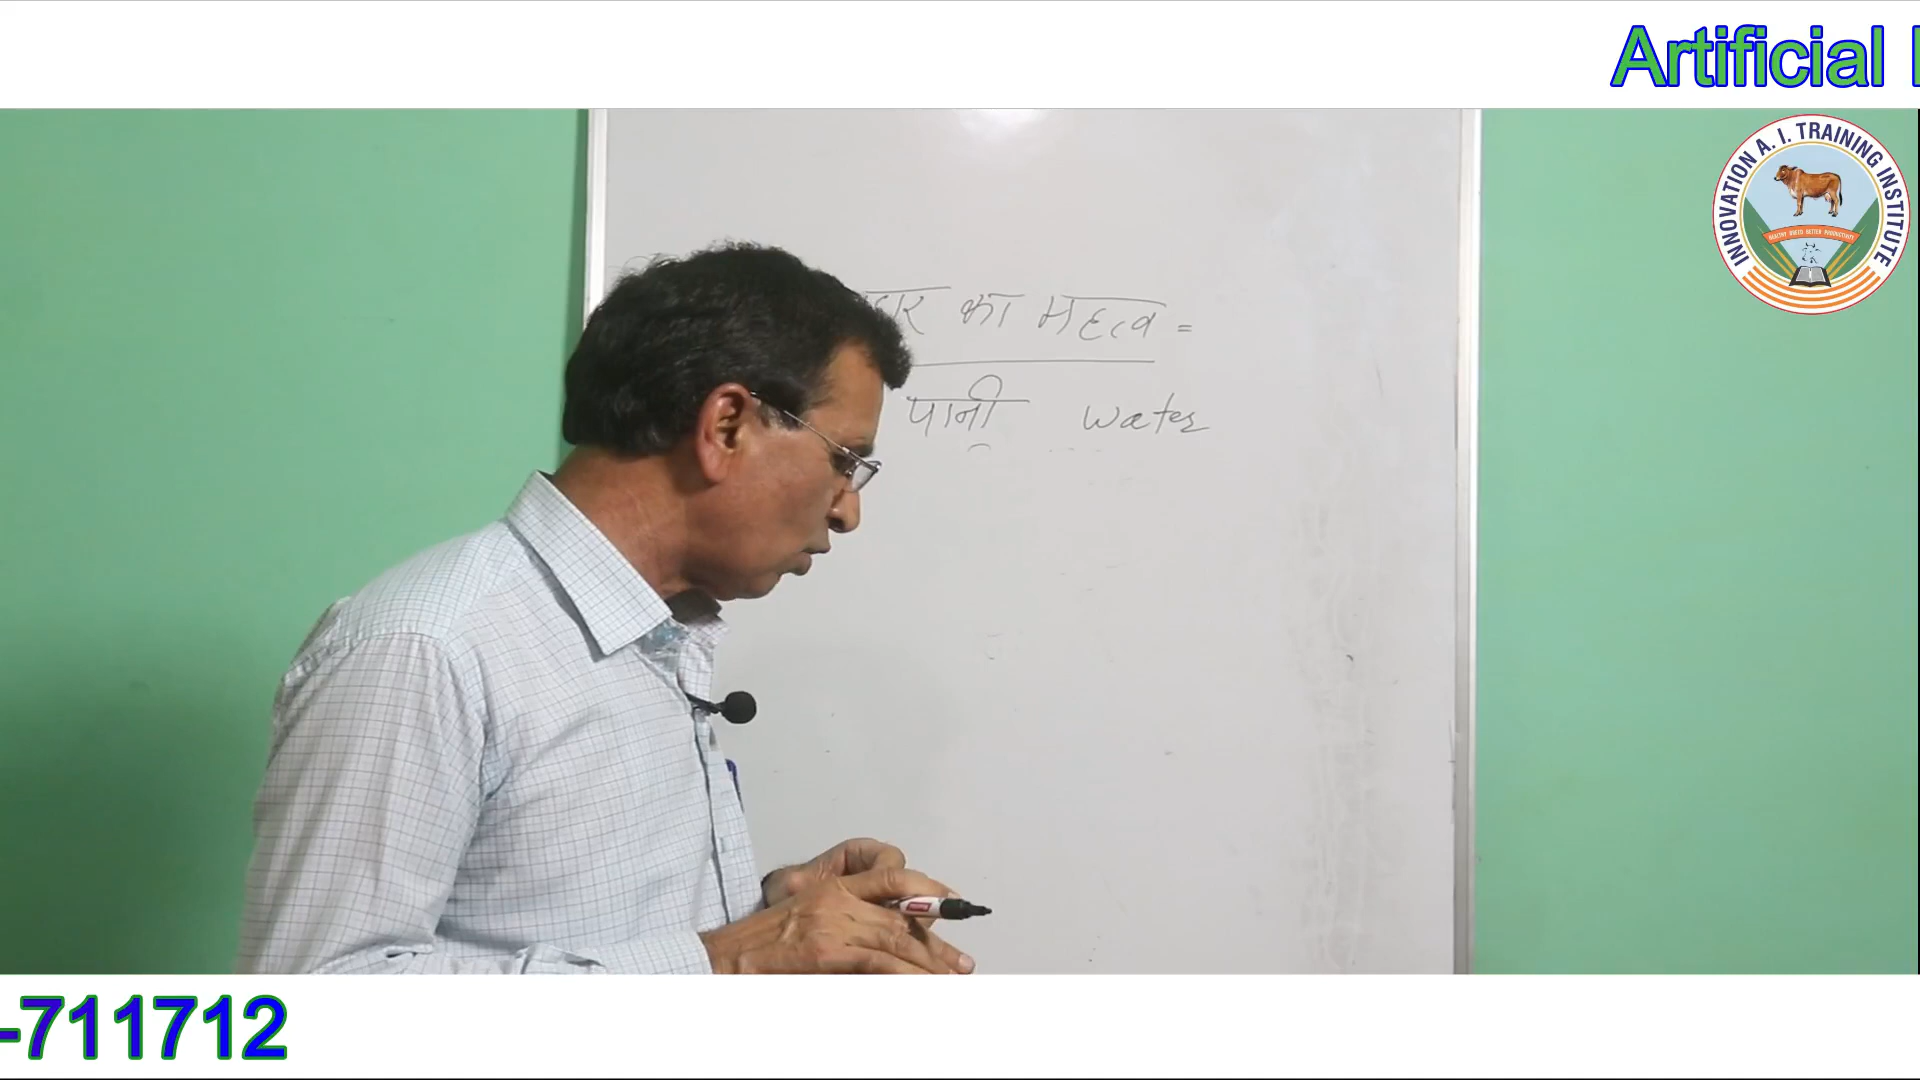 Artificial
INNOVATION A. I. TRAINING INSTITUTE
का महत्व =
पानी water
-711712